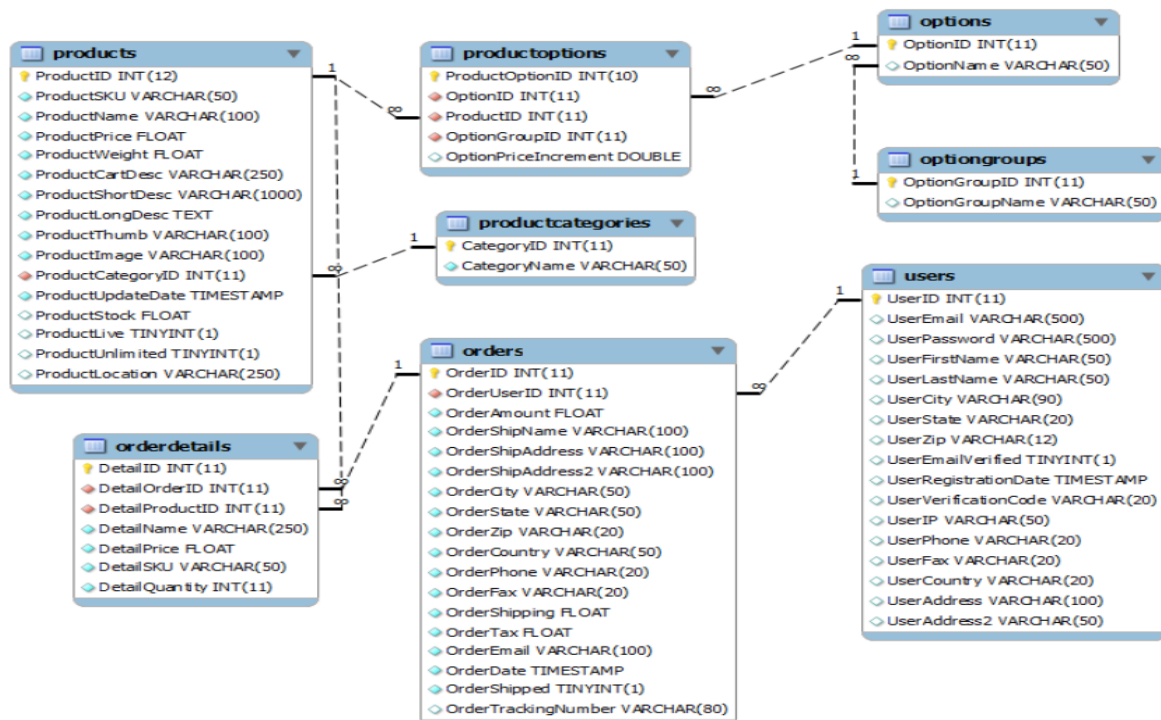 products
ProductID INT(12)
ProductSKU VARCHAR(50)
ProductName VARCHAR(100)
ProductPrice FLOAT
ProductWeight FLOAT
ProductCartDesc VARCHAR(250)
ProductShortDesc VARCHAR(1000)
ProductLongDesc TEXT
ProductThumb VARCHAR(100)
ProductImage VARCHAR(100)
ProductCategoryID INT(11)
ProductUpdateDate TIMESTAMP
ProductStock FLOAT
ProductLive TINYINT(1)
ProductUnlimited TINYINT(1)
ProductLocation VARCHAR(250)
1
∞
∞
productoptions
ProductOptionID INT(10)
OptionID INT(11)
ProductID INT(11)
OptionGroupID INT(11)
OptionPriceIncrement DOUBLE
∞
1
∞
options
OptionID INT(11)
OptionName VARCHAR(50)
1
optiongroups
OptionGroupID INT(11)
OptionGroupName VARCHAR(50)
1
productcategories
CategoryID INT(11)
CategoryName VARCHAR(50)
orderdetails
DetailID INT(11)
DetailOrderID INT(11)
DetailProductID INT(11)
DetailName VARCHAR(250)
DetailPrice FLOAT
DetailSKU VARCHAR(50)
DetailQuantity INT(11)
∞
∞
1
orders
OrderID INT(11)
OrderUserID INT(11)
OrderAmount FLOAT
OrderShipName VARCHAR(100)
OrderShipAddress VARCHAR(100)
OrderShipAddress2 VARCHAR(100)
OrderCity VARCHAR(50)
OrderState VARCHAR(50)
OrderZip VARCHAR(20)
OrderCountry VARCHAR(50)
OrderPhone VARCHAR(20)
OrderFax VARCHAR(20)
OrderShipping FLOAT
OrderTax FLOAT
OrderEmail VARCHAR(100)
OrderDate TIMESTAMP
OrderShipped TINYINT(1)
OrderTrackingNumber VARCHAR(80)
∞
1
users
UserID INT(11)
UserEmail VARCHAR(500)
UserPassword VARCHAR(500)
UserFirstName VARCHAR(50)
UserLastName VARCHAR(50)
UserCity VARCHAR(90)
UserState VARCHAR(20)
UserZip VARCHAR(12)
UserEmailVerified TINYINT(1)
UserRegistrationDate TIMESTAMP
UserVerificationCode VARCHAR(20)
UserIP VARCHAR(50)
UserPhone VARCHAR(20)
UserFax VARCHAR(20)
UserCountry VARCHAR(20)
UserAddress VARCHAR(100)
UserAddress2 VARCHAR(50)